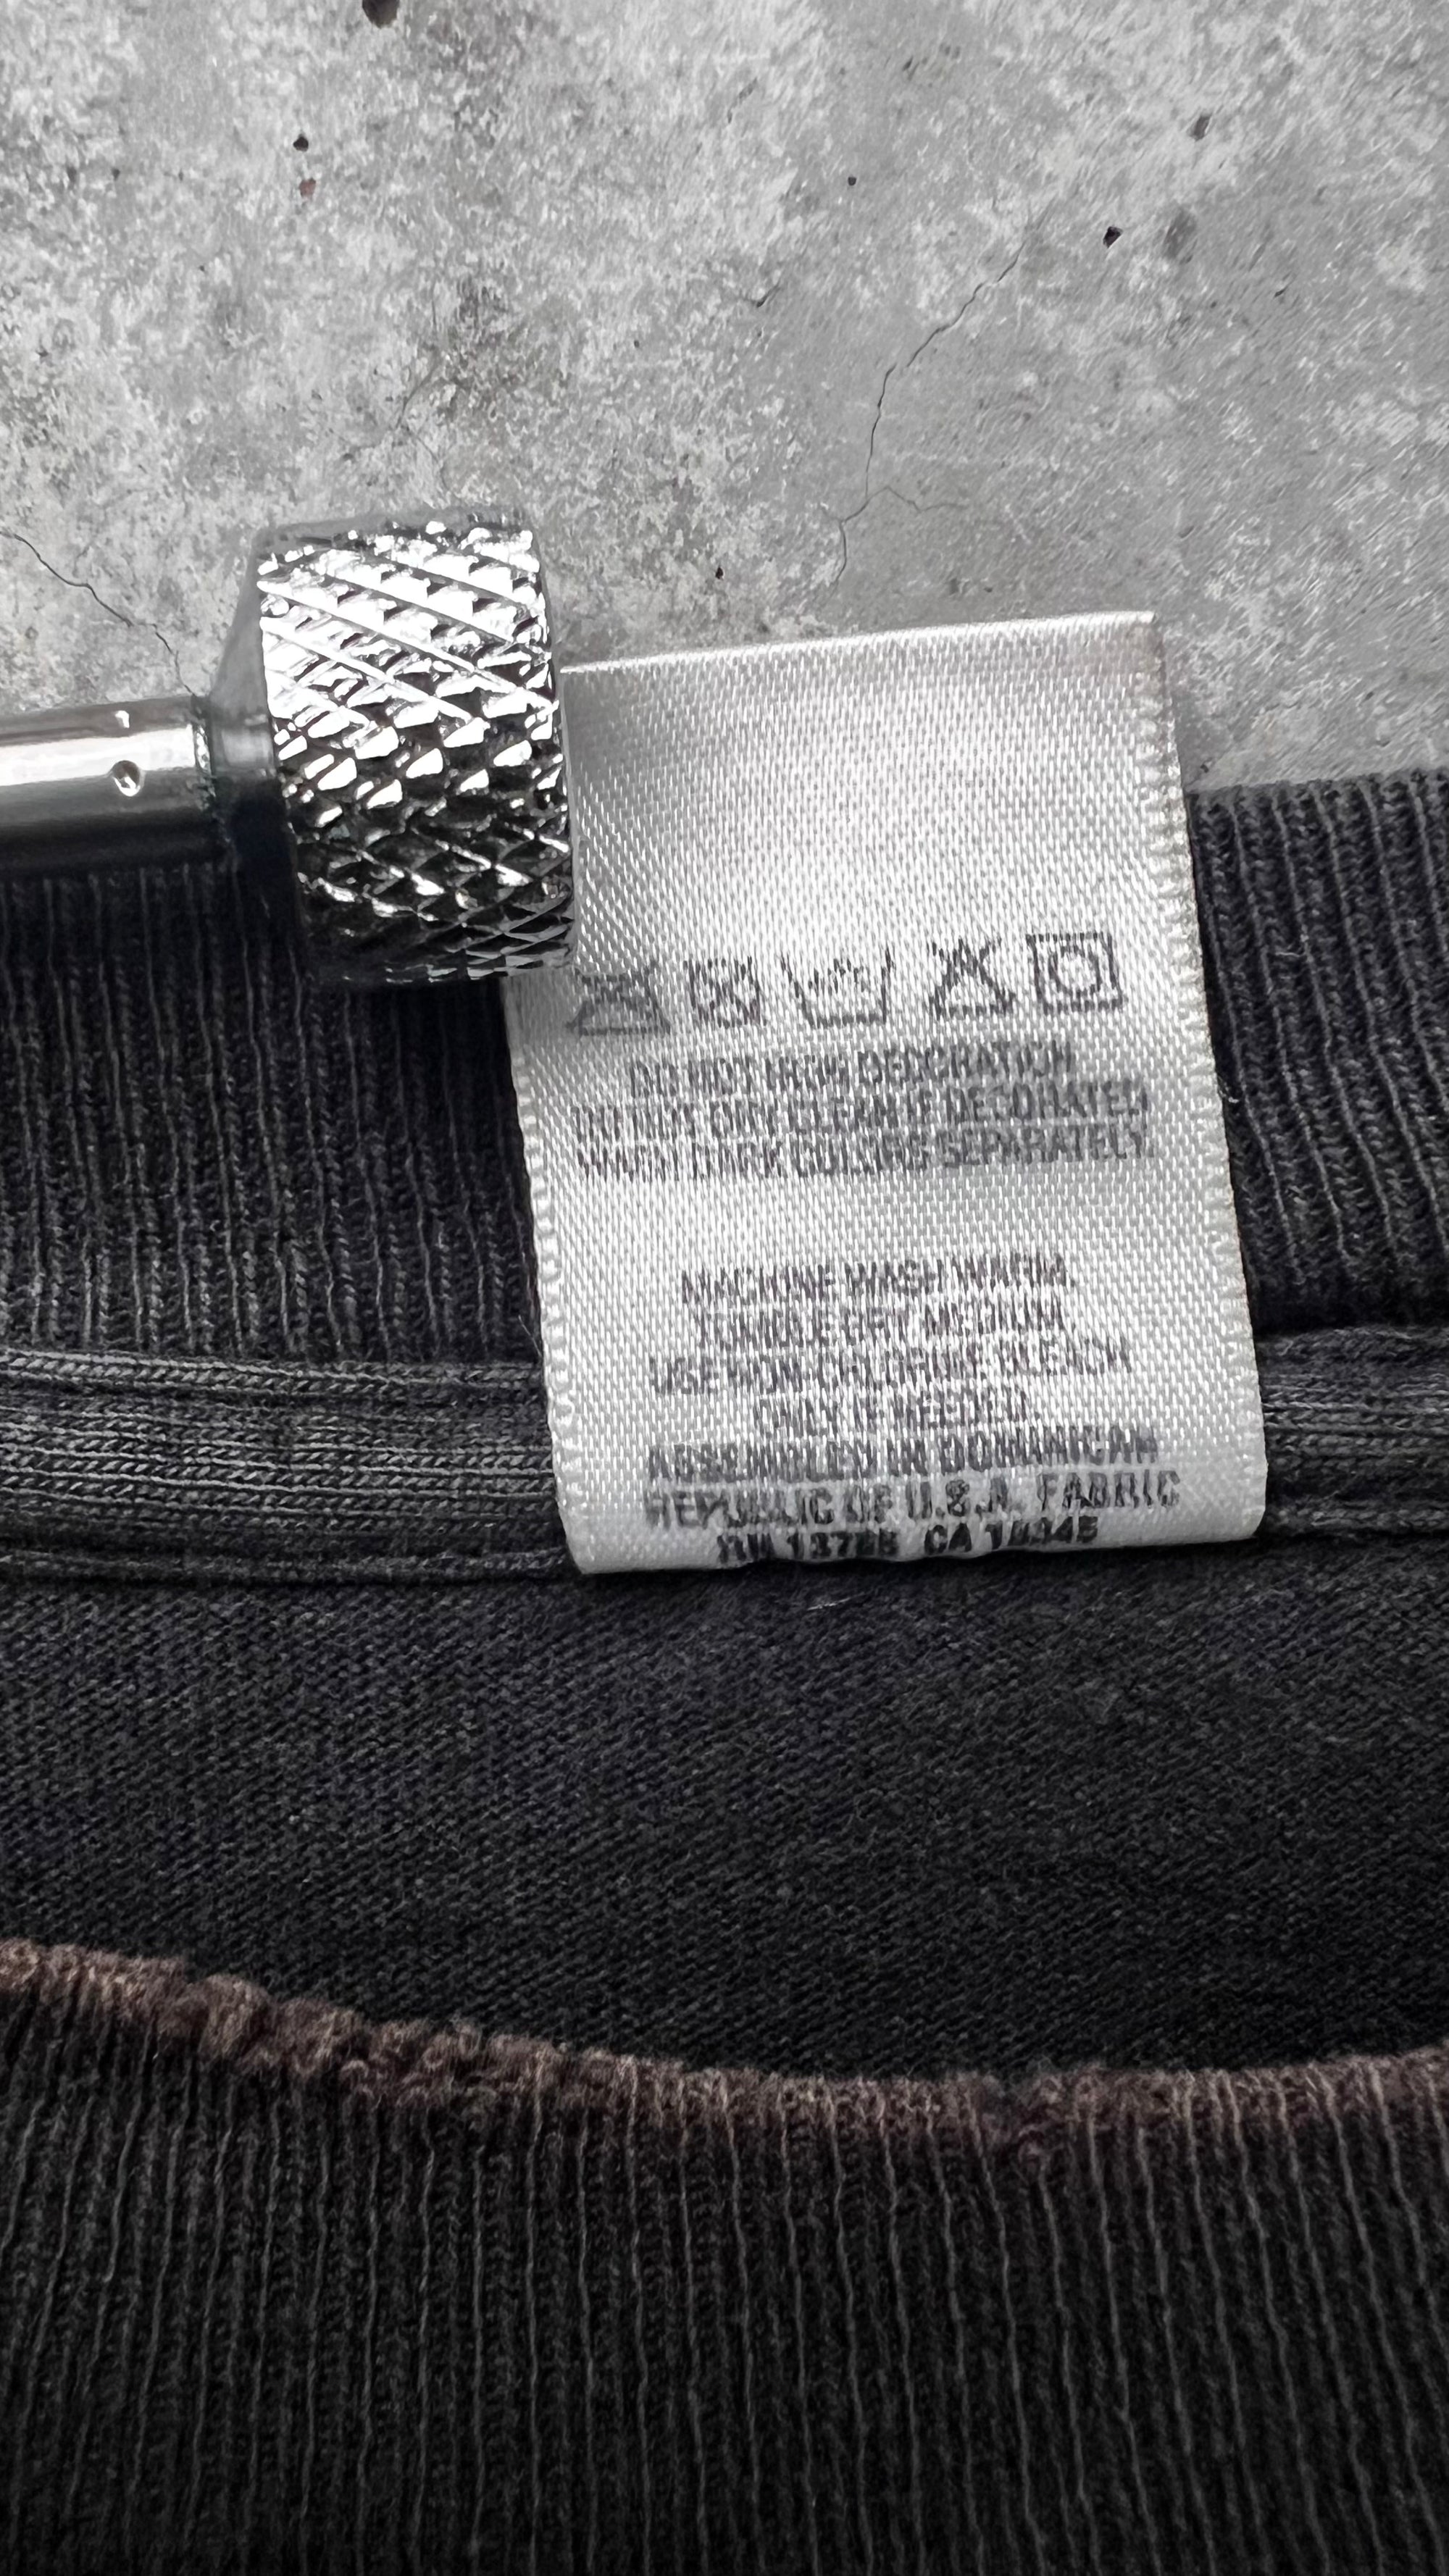 DO NOT IRON DECORATION
DO NOT DRY CLEAN IF DECORATED
WASH DARK COLORS SEPARATELY
MACHINE WASH WARM
TUMBLE DRY MEDIUM
USE NON-CHLORINE BLEACH
ONLY IF NEEDED
ASSEMBLED IN DOMINICAN
REPUBLIC OF U.S.A. FABRIC
RN CA